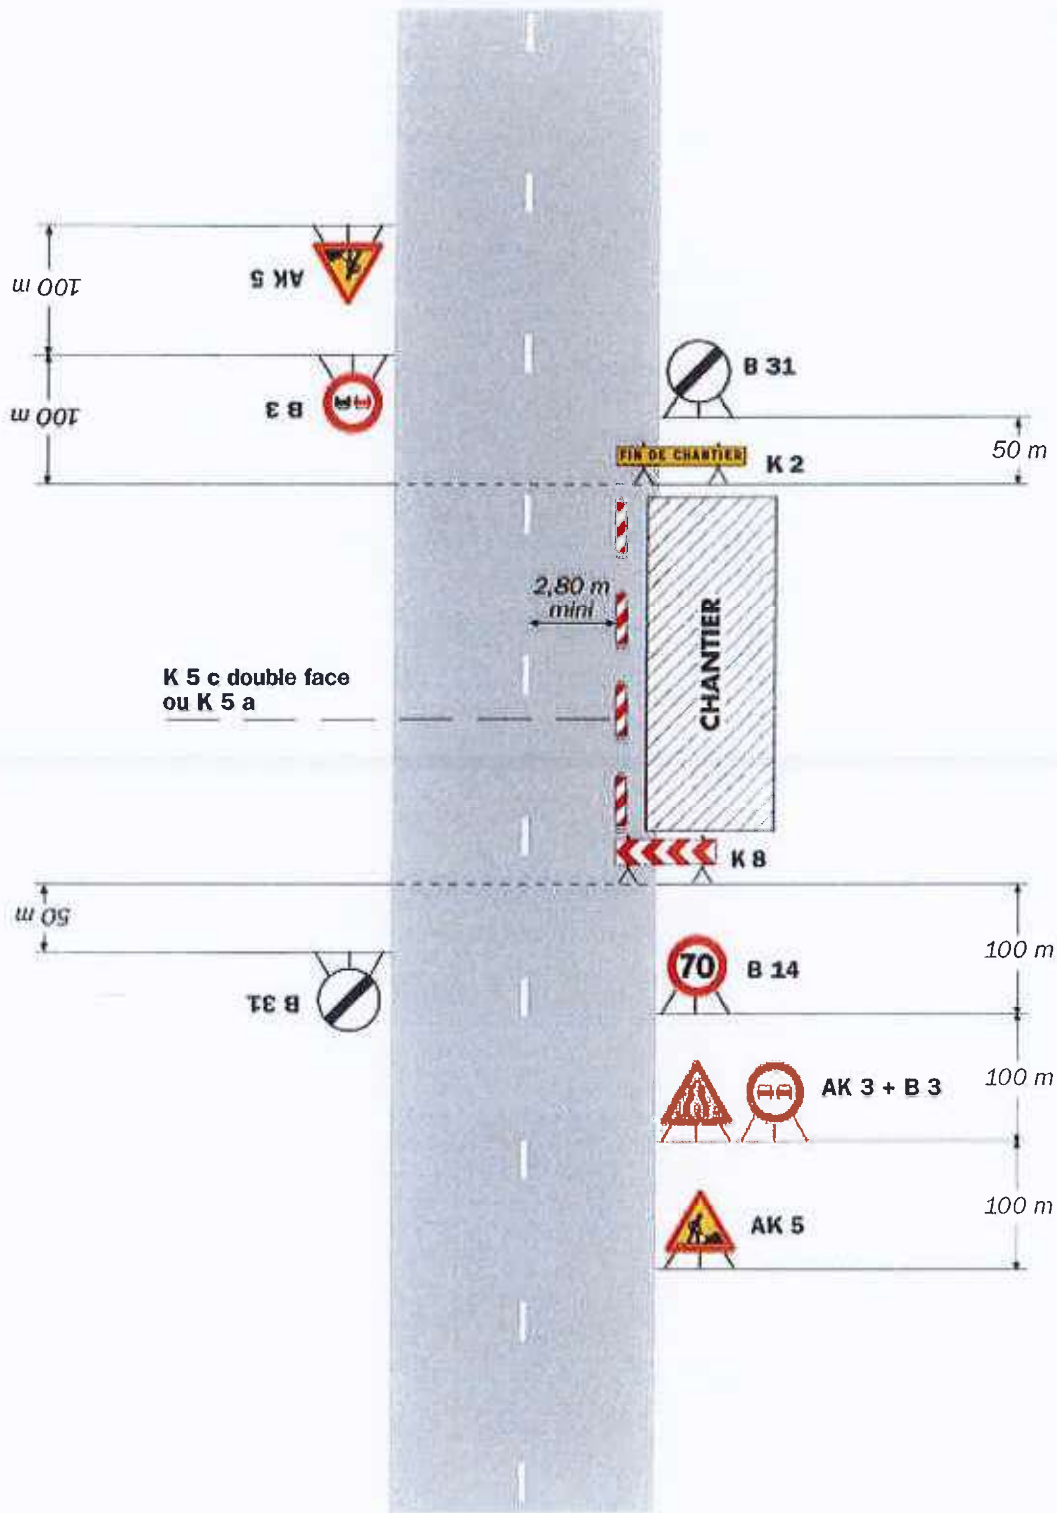 AK 5
100 m
B 3
100 m
B 31
50 m
FIN DE CHANTIER
K 2
2,80 m
mini
CHANTIER
K 5 c double face
ou K 5 a
K 8
50 m
B 31
70
B 14
100 m
AK 3 + B 3
100 m
AK 5
100 m